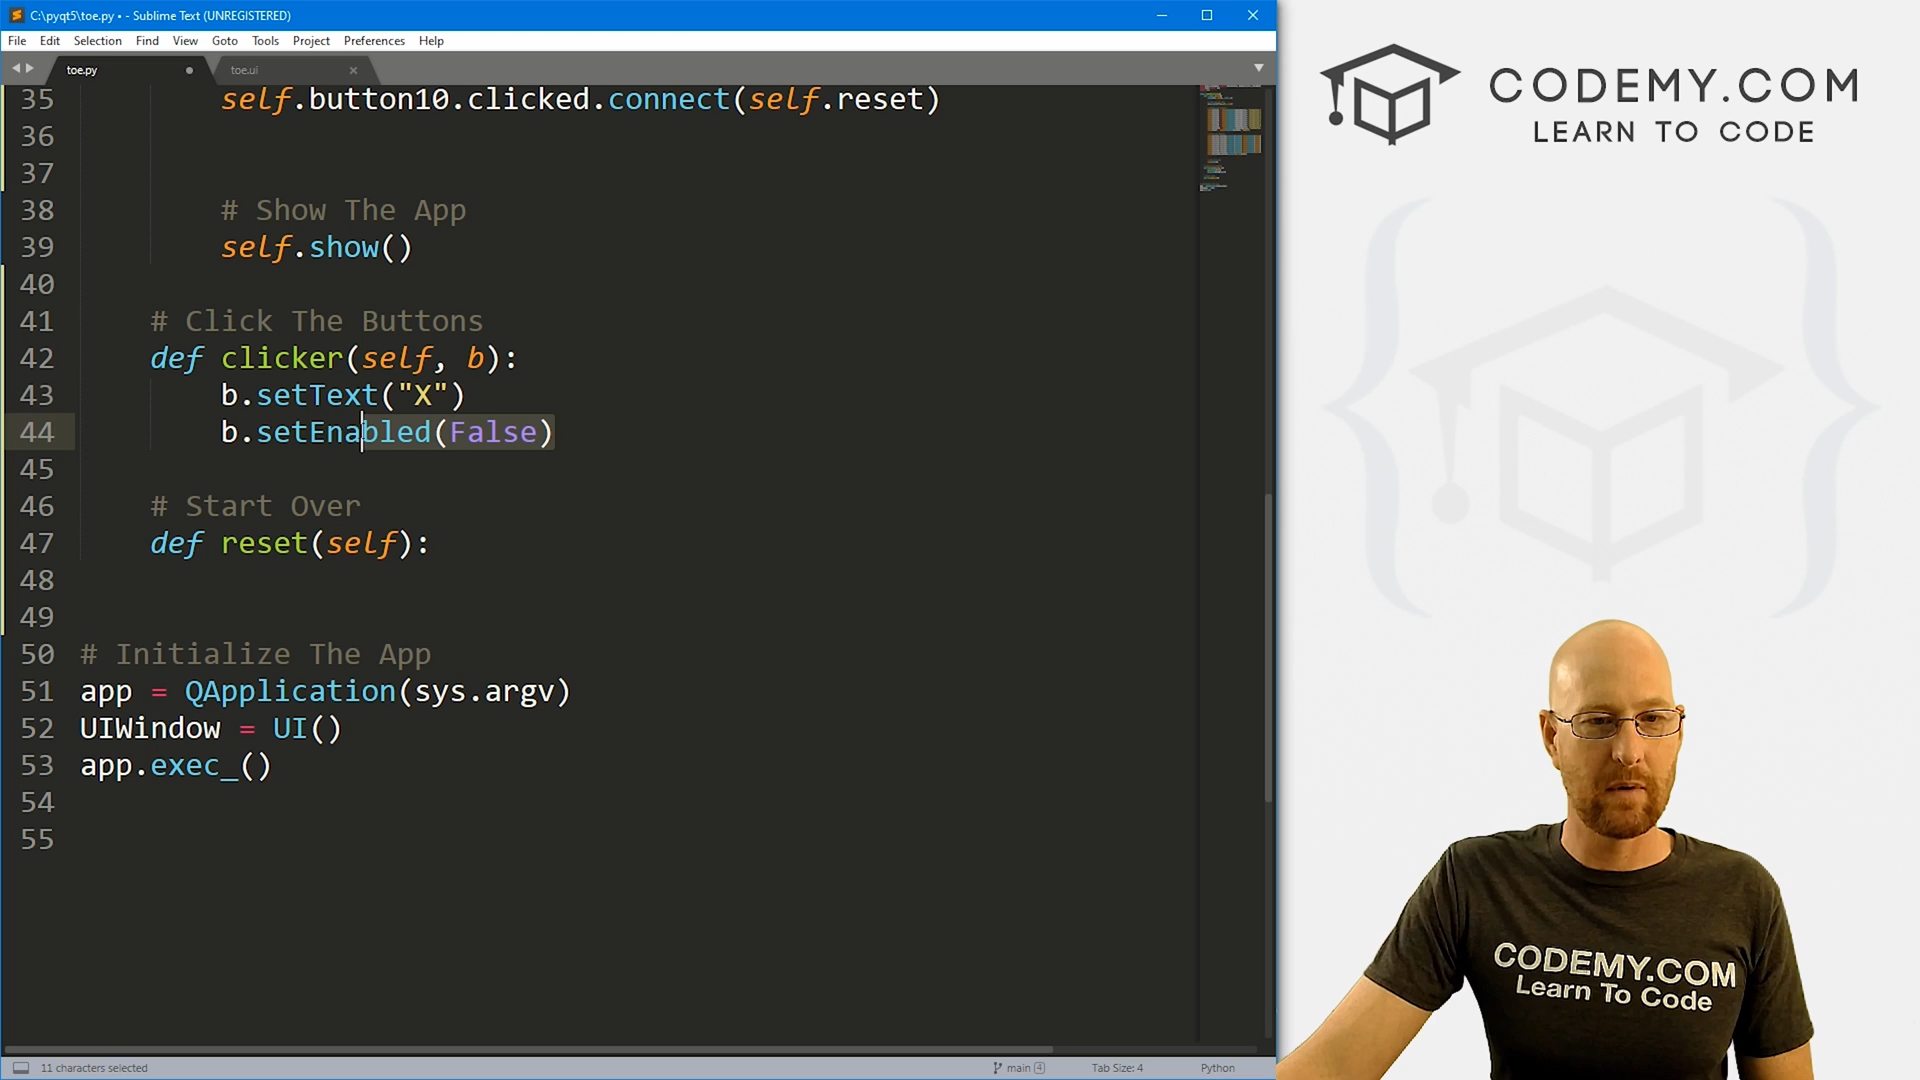 C:\pyqt5\toe.py • - Sublime Text (UNREGISTERED)
File Edit Selection Find View Goto Tools Project Preferences Help
toe.py
toe.ui
35 self.button10.clicked.connect(self.reset)
36
37
38 # Show The App
39 self.show()
40
41 # Click The Buttons
42 def clicker(self, b):
43 b.setText("X")
44 b.setEnabled(False)
45
46 # Start Over
47 def reset(self):
48
49
50 # Initialize The App
51 app = QApplication(sys.argv)
52 UIWindow = UI()
53 app.exec_()
54
55
11 characters selected
main 4
Tab Size: 4
Python
CODEMY.COM
LEARN TO CODE
CODEMY.COM
Learn To Code